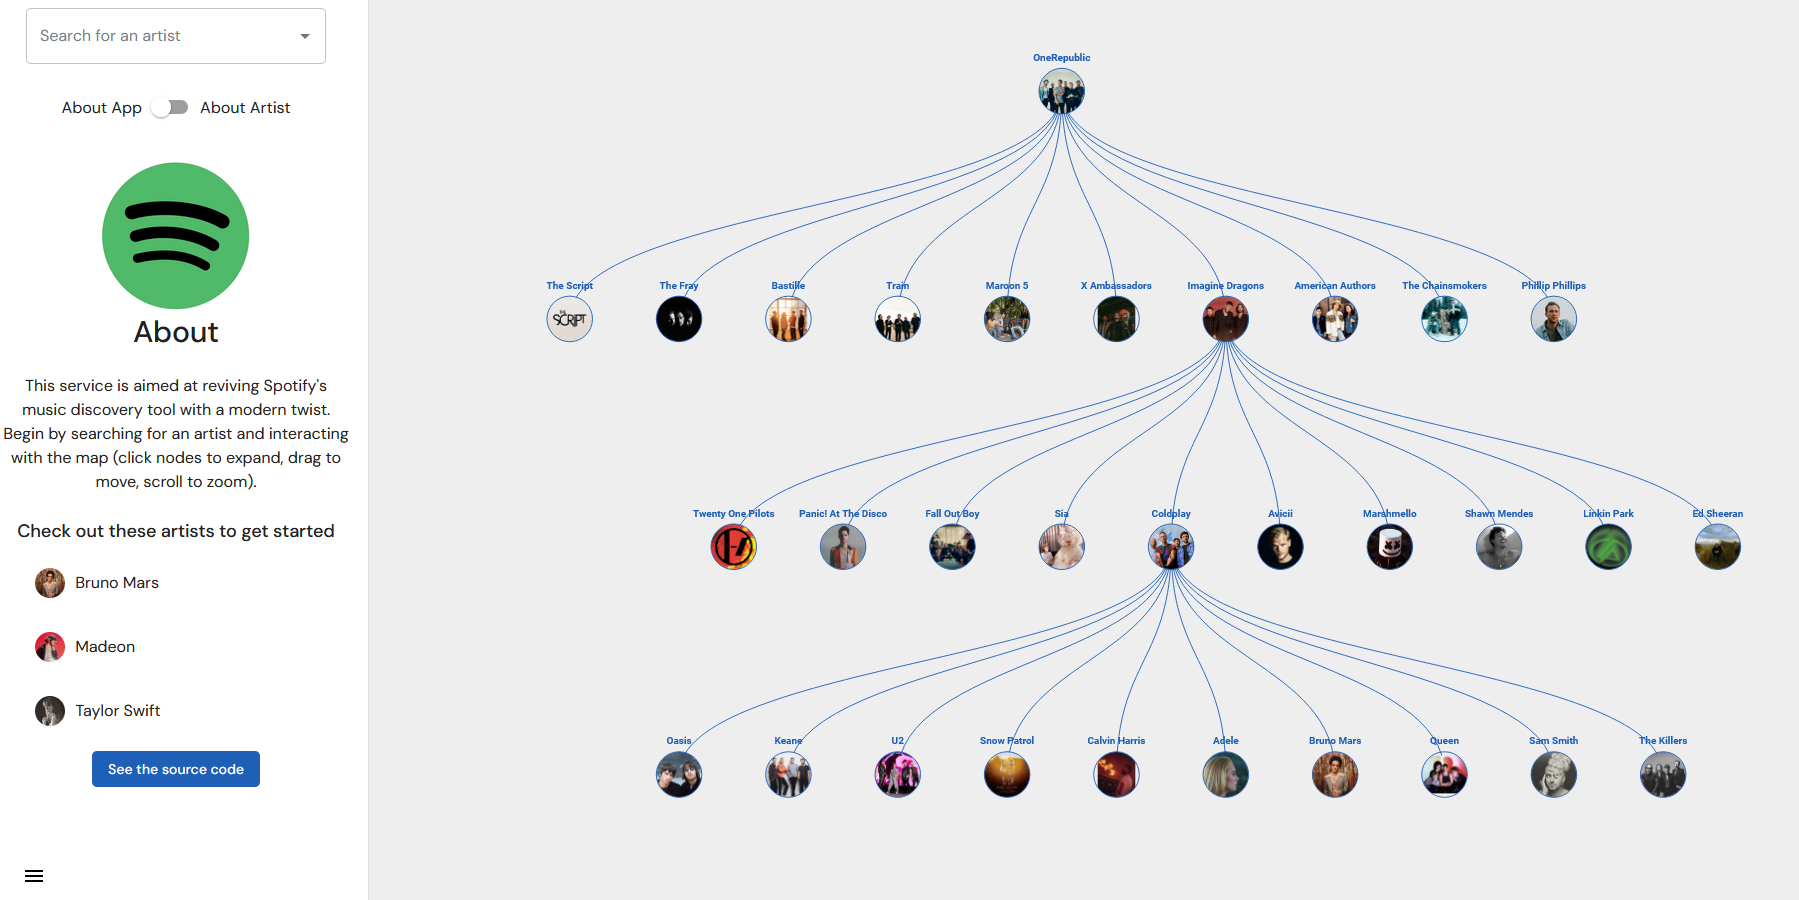 Search for an artist
About App
About Artist
About
This service is aimed at reviving Spotify's
music discovery tool with a modern twist.
Begin by searching for an artist and interacting
with the map (click nodes to expand, drag to
move, scroll to zoom).
Check out these artists to get started
Bruno Mars
Madeon
Taylor Swift
See the source code
OneRepublic
The Script
The Fray
Bastille
Train
Maroon 5
X Ambassadors
Imagine Dragons
American Authors
The Chainsmokers
Phillip Phillips
THE
SCRIPT
Twenty One Pilots
Panic! At The Disco
Fall Out Boy
Sia
Coldplay
Avicii
Marshmello
Shawn Mendes
Linkin Park
Ed Sheeran
Oasis
Keane
U2
Snow Patrol
Calvin Harris
Adele
Bruno Mars
Queen
Sam Smith
The Killers